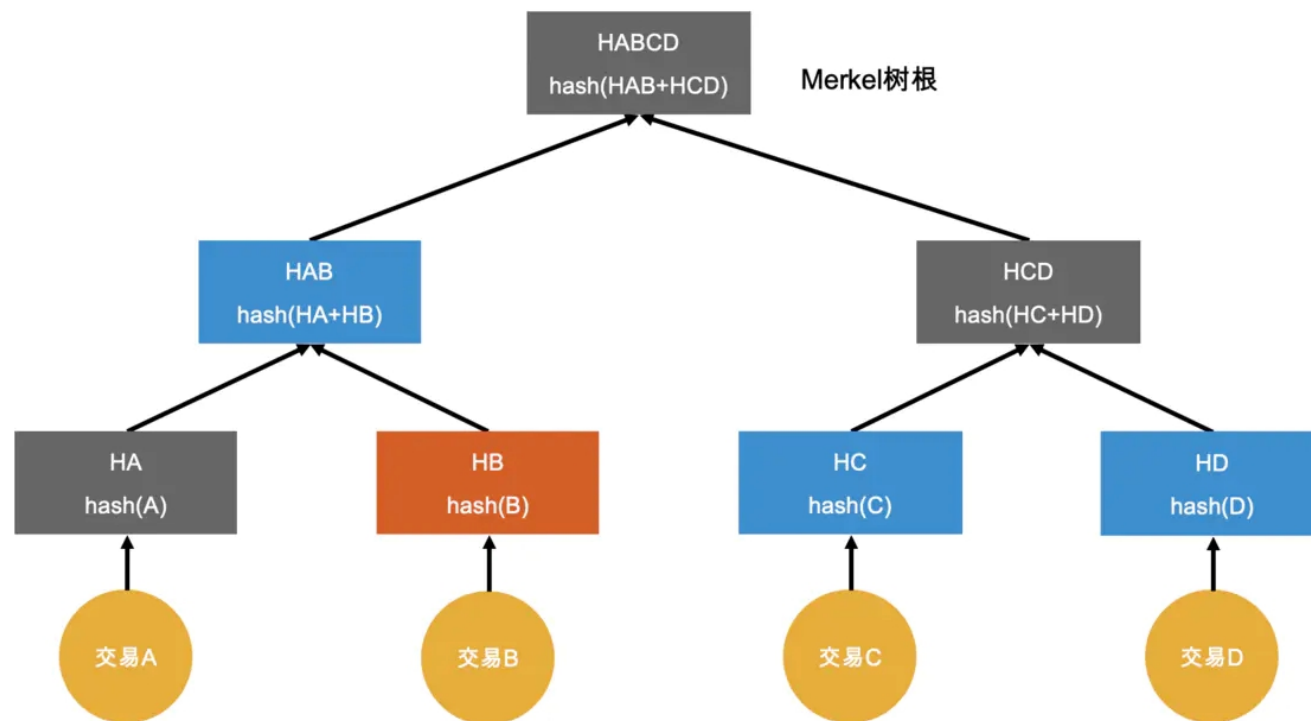 HABCD
hash(HAB+HCD)
Merkel树根
HAB
hash(HA+HB)
HCD
hash(HC+HD)
HA
hash(A)
HB
hash(B)
HC
hash(C)
HD
hash(D)
交易A
交易B
交易C
交易D